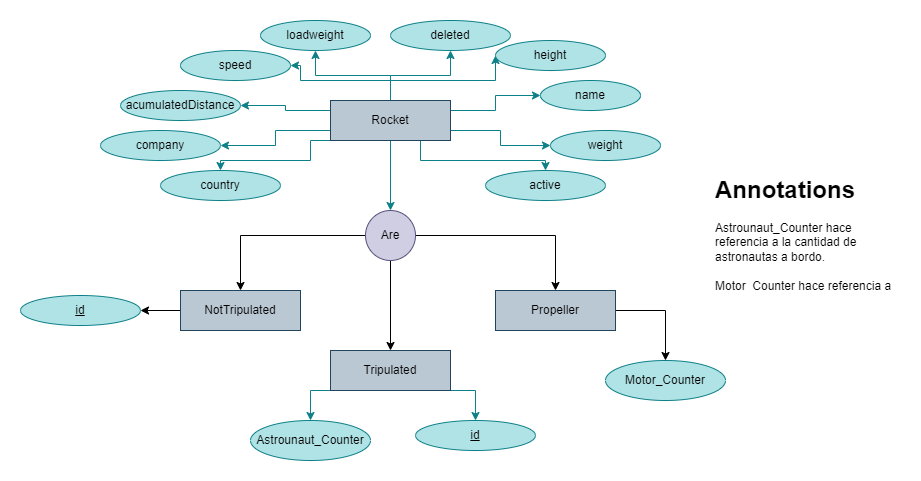 loadweight
deleted
speed
height
acumulatedDistance
name
Rocket
company
weight
country
active
Annotations
Astrounaut_Counter hace
referencia a la cantidad de
astronautas a bordo.
Are
Motor Counter hace referencia a
id
NotTripulated
Propeller
Tripulated
Motor_Counter
Astrounaut_Counter
id